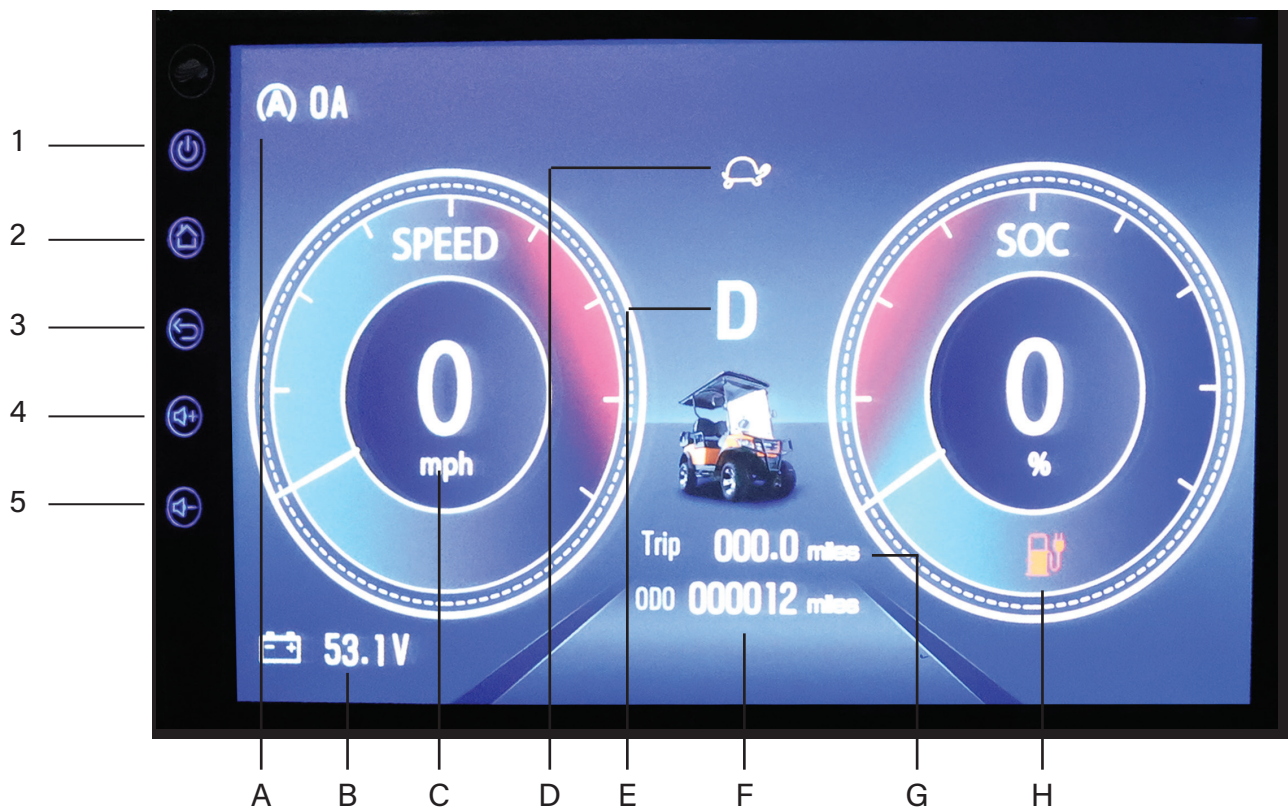 0A
1
2
SPEED
SOC
D
3
0
0
4
mph
%
5
Trip 000.0 miles
ODO 000012 miles
53.1V
A B C D E F G H